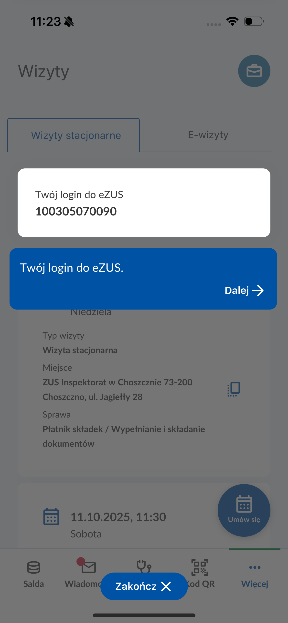 11:23
Wizyty
Wizyty stacjonarne
E-wizyty
Twój login do eZUS
100305070090
Twój login do eZUS.
Dalej
Niedziela
Typ wizyty
Wizyta stacjonarna
Miejsce
ZUS Inspektorat w Choszcznie 73-200
Choszczno, ul. Jagiełły 28
Sprawa
Płatnik składek / Wypełnianie i składanie
dokumentów
11.10.2025, 11:30
Sobota
Umów się
Salda
Wiadomo
Zakończ
od QR
Więcej